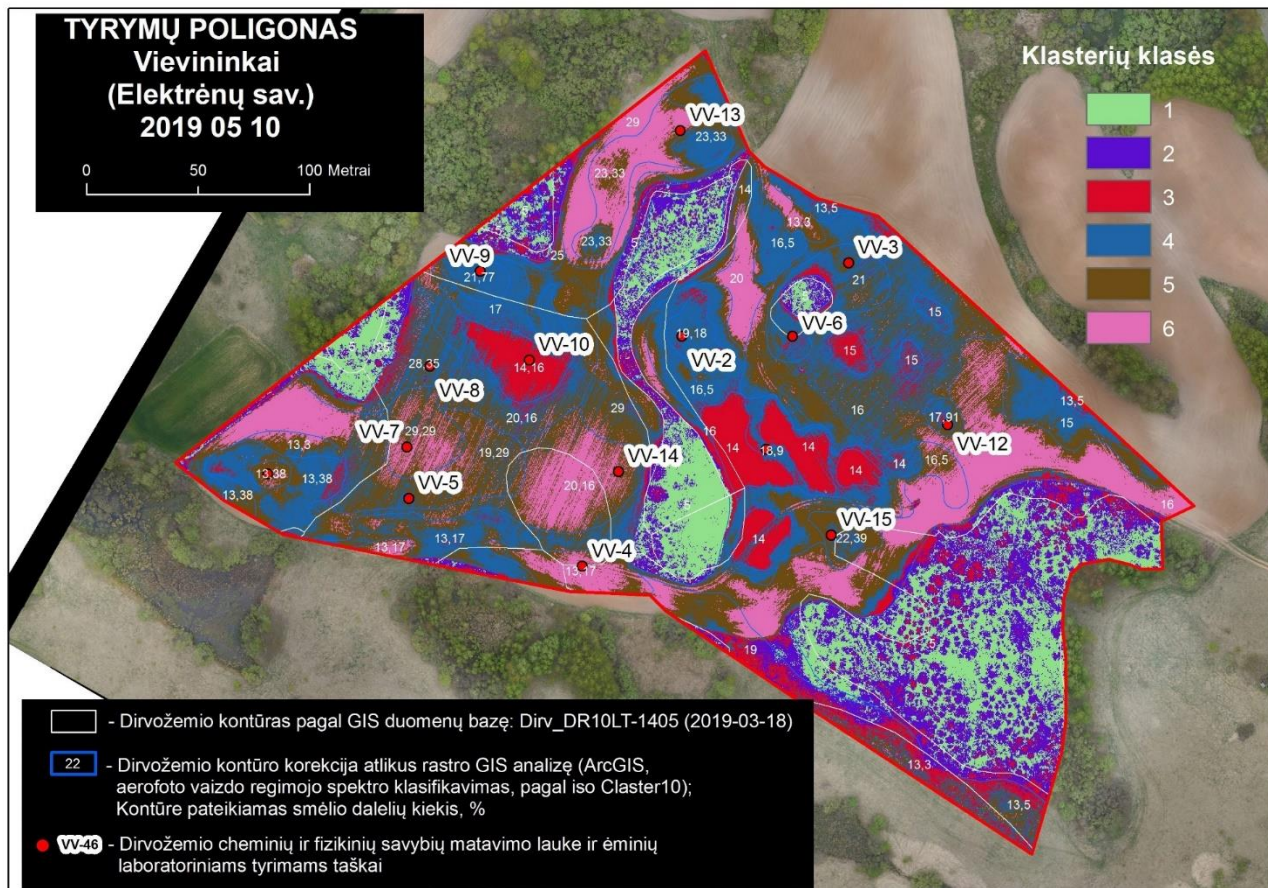 TYRYMŲ POLIGONAS
Vievininkai
(Elektrėnų sav.)
2019 05 10
0 50 100 Metrai
Klasterių klasės
1
2
3
4
5
6
VV-13
29
23,33
23,33
14
13,5
13,3
23,33
5
16,5
VV-3
25
VV-9
21,77
20
21
17
15
VV-6
19,18
VV-10
VV-2
15
15
28,35
14,16
VV-8
16,5
13,5
20,16
29
16
17,91
15
13,3
VV-7
29,29
16
14
14
VV-12
19,29
18,9
16,5
13,38
13,38
VV-14
14
14
20,16
VV-5
13,38
5
16
VV-15
13,17
14
22,39
13,17
VV-4
13,17
5
19
13,3
13,5
- Dirvožemio kontūras pagal GIS duomenų bazę: Dirv_DR10LT-1405 (2019-03-18)
22 - Dirvožemio kontūro korekcija atlikus rastro GIS analizę (ArcGIS,
aerofoto vaizdo regimojo spektro klasifikavimas, pagal iso Claster10);
Kontūre pateikiamas smėlio dalelių kiekis, %
VV-46 - Dirvožemio cheminių ir fizikinių savybių matavimo lauke ir ėminių
laboratoriniams tyrimams taškai